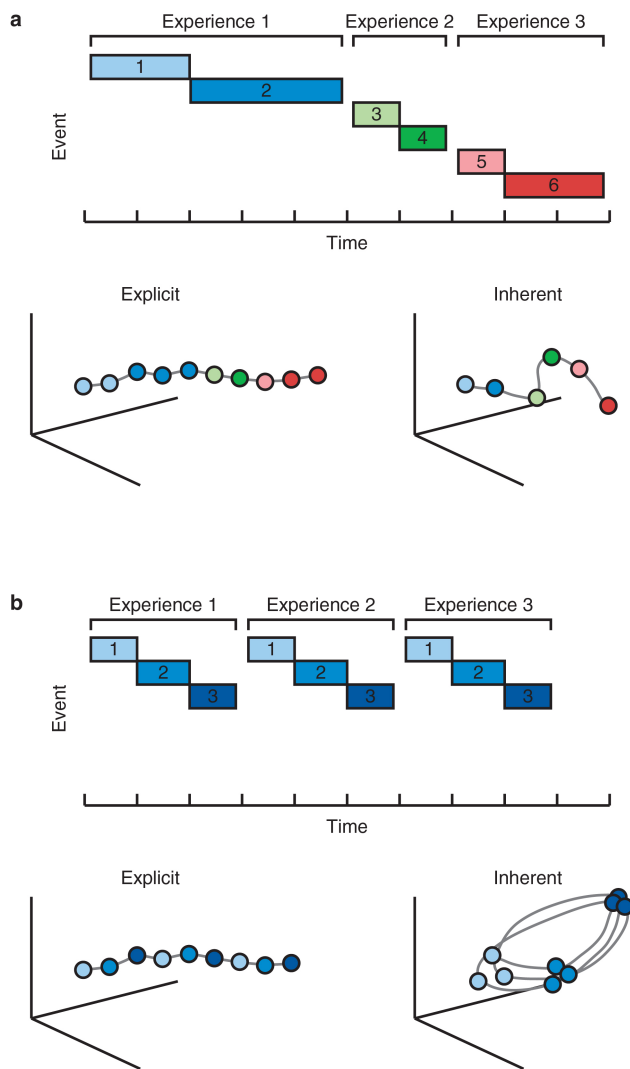 a
Experience 1 Experience 2 Experience 3
1
2
3
4
5
6
Event
Time
Explicit Inherent
b
Experience 1 Experience 2 Experience 3
1 1 1
2 2 2
3 3 3
Event
Time
Explicit Inherent